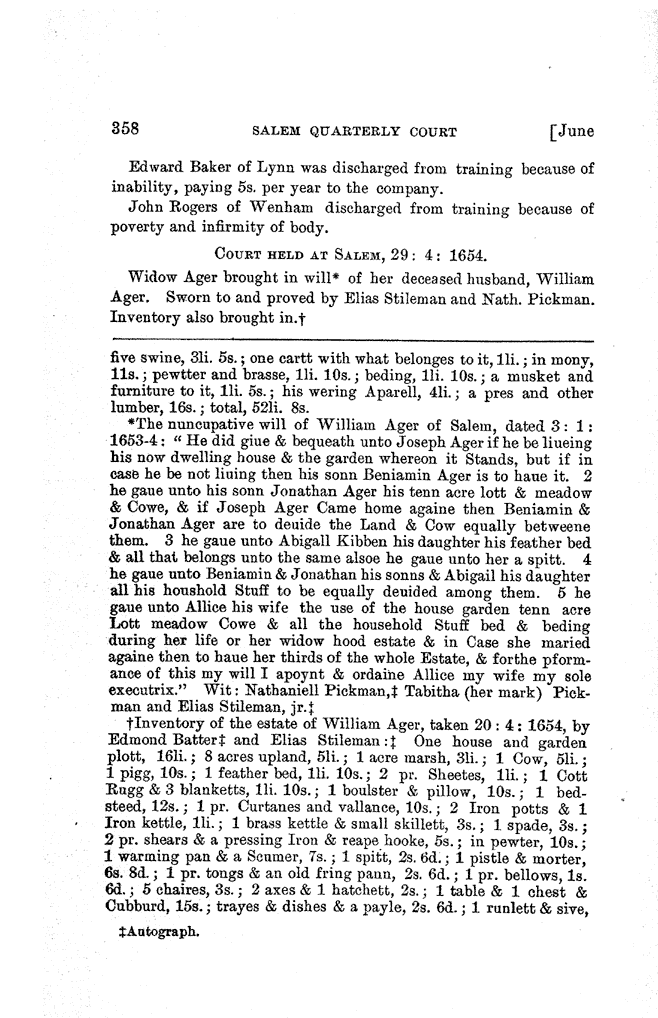 358 SALEM QUARTERLY COURT [June
Edward Baker of Lynn was discharged from training because of
inability, paying 5s. per year to the company.
John Rogers of Wenham discharged from training because of
poverty and infirmity of body.
COURT HELD AT SALEM, 29: 4: 1654.
Widow Ager brought in will* of her deceased husband, William
Ager. Sworn to and proved by Elias Stileman and Nath. Pickman.
Inventory also brought in.†
five swine, 3li. 5s.; one cartt with what belongs to it, 1li.; in mony,
11s.; pewtter and brasse, 1li. 10s.; beding, 1li. 10s.; a musket and
furniture to it, 1li. 5s.; his wering Aparell, 4li.; a pres and other
lumber, 16s.; total, 52li. 8s.
*The nuncupative will of William Ager of Salem, dated 3: 1:
1653-4: “ He did giue & bequeath unto Joseph Ager if he be liueing
his now dwelling house & the garden whereon it Stands, but if in
case he be not liuing then his sonn Beniamin Ager is to haue it. 2
he gaue unto his sonn Jonathan Ager his tenn acre lott & meadow
& Cowe, & if Joseph Ager Came home againe then Beniamin &
Jonathan Ager are to deuide the Land & Cow equally betweene
them. 3 he gaue unto Abigall Kibben his daughter his feather bed
& all that belongs unto the same alsoe he gaue unto her a spitt. 4
he gaue unto Beniamin & Jonathan his sonns & Abigail his daughter
all his houshold Stuff to be equally deuided among them. 5 he
gaue unto Allice his wife the use of the house garden tenn acre
Lott meadow Cowe & all the household Stuff bed & beding
during her life or her widow hood estate & in Case she maried
againe then to haue her thirds of the whole Estate, & forthe pform-
ance of this my will I apoynt & ordaine Allice my wife my sole
executrix.” Wit: Nathaniell Pickman,‡ Tabitha (her mark) Pick-
man and Elias Stileman, jr.‡
†Inventory of the estate of William Ager, taken 20: 4: 1654, by
Edmond Batter‡ and Elias Stileman:‡ One house and garden
plott, 16li.; 8 acres upland, 5li.; 1 acre marsh, 3li.; 1 Cow, 5li.;
1 pigg, 10s.; 1 feather bed, 1li. 10s.; 2 pr. Sheetes, 1li.; 1 Cott
Rugg & 3 blanketts, 1li. 10s.; 1 boulster & pillow, 10s.; 1 bed-
steed, 12s.; 1 pr. Curtanes and vallance, 10s.; 2 Iron potts & 1
Iron kettle, 1li.; 1 brass kettle & small skillett, 3s.; 1 spade, 3s.;
2 pr. shears & a pressing Iron & reape hooke, 5s.; in pewter, 10s.;
1 warming pan & a Scumer, 7s.; 1 spitt, 2s. 6d.; 1 pistle & morter,
6s. 8d.; 1 pr. tongs & an old fring pann, 2s. 6d.; 1 pr. bellows, 1s.
6d.; 5 chaires, 3s.; 2 axes & 1 hatchett, 2s.; 1 table & 1 chest &
Cubburd, 15s.; trayes & dishes & a payle, 2s. 6d.; 1 runlett & sive,
‡Autograph.